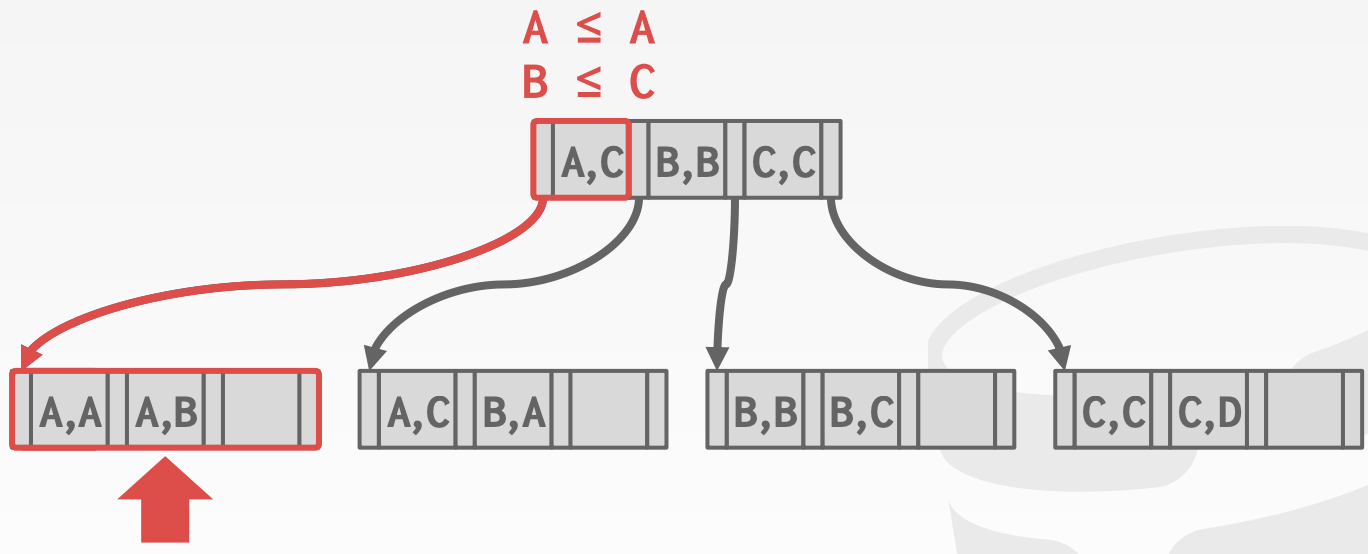 A ≤ A
B ≤ C
A,C B,B C,C
A,A A,B A,C B,A B,B B,C C,C C,D